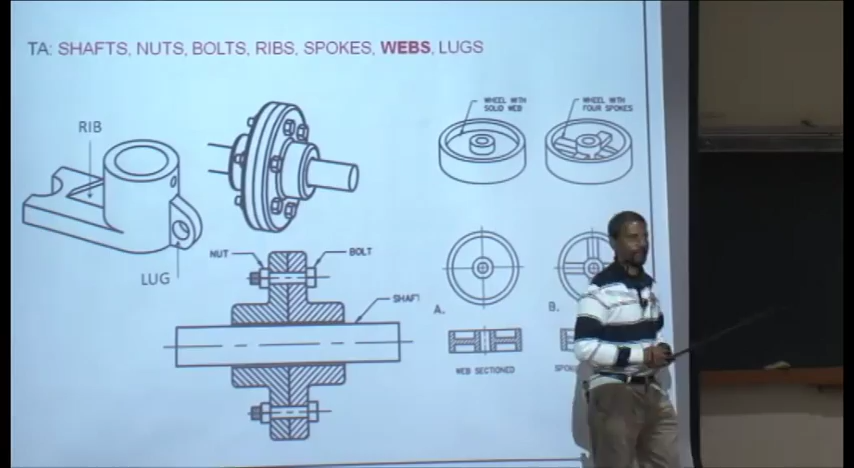 TA: SHAFTS, NUTS, BOLTS, RIBS, SPOKES, WEBS, LUGS
RIB
LUG
NUT
BOLT
SHAFT
WHEEL WITH
SOLID WEB
WHEEL WITH
FOUR SPOKES
A.
B.
WEB SECTIONED